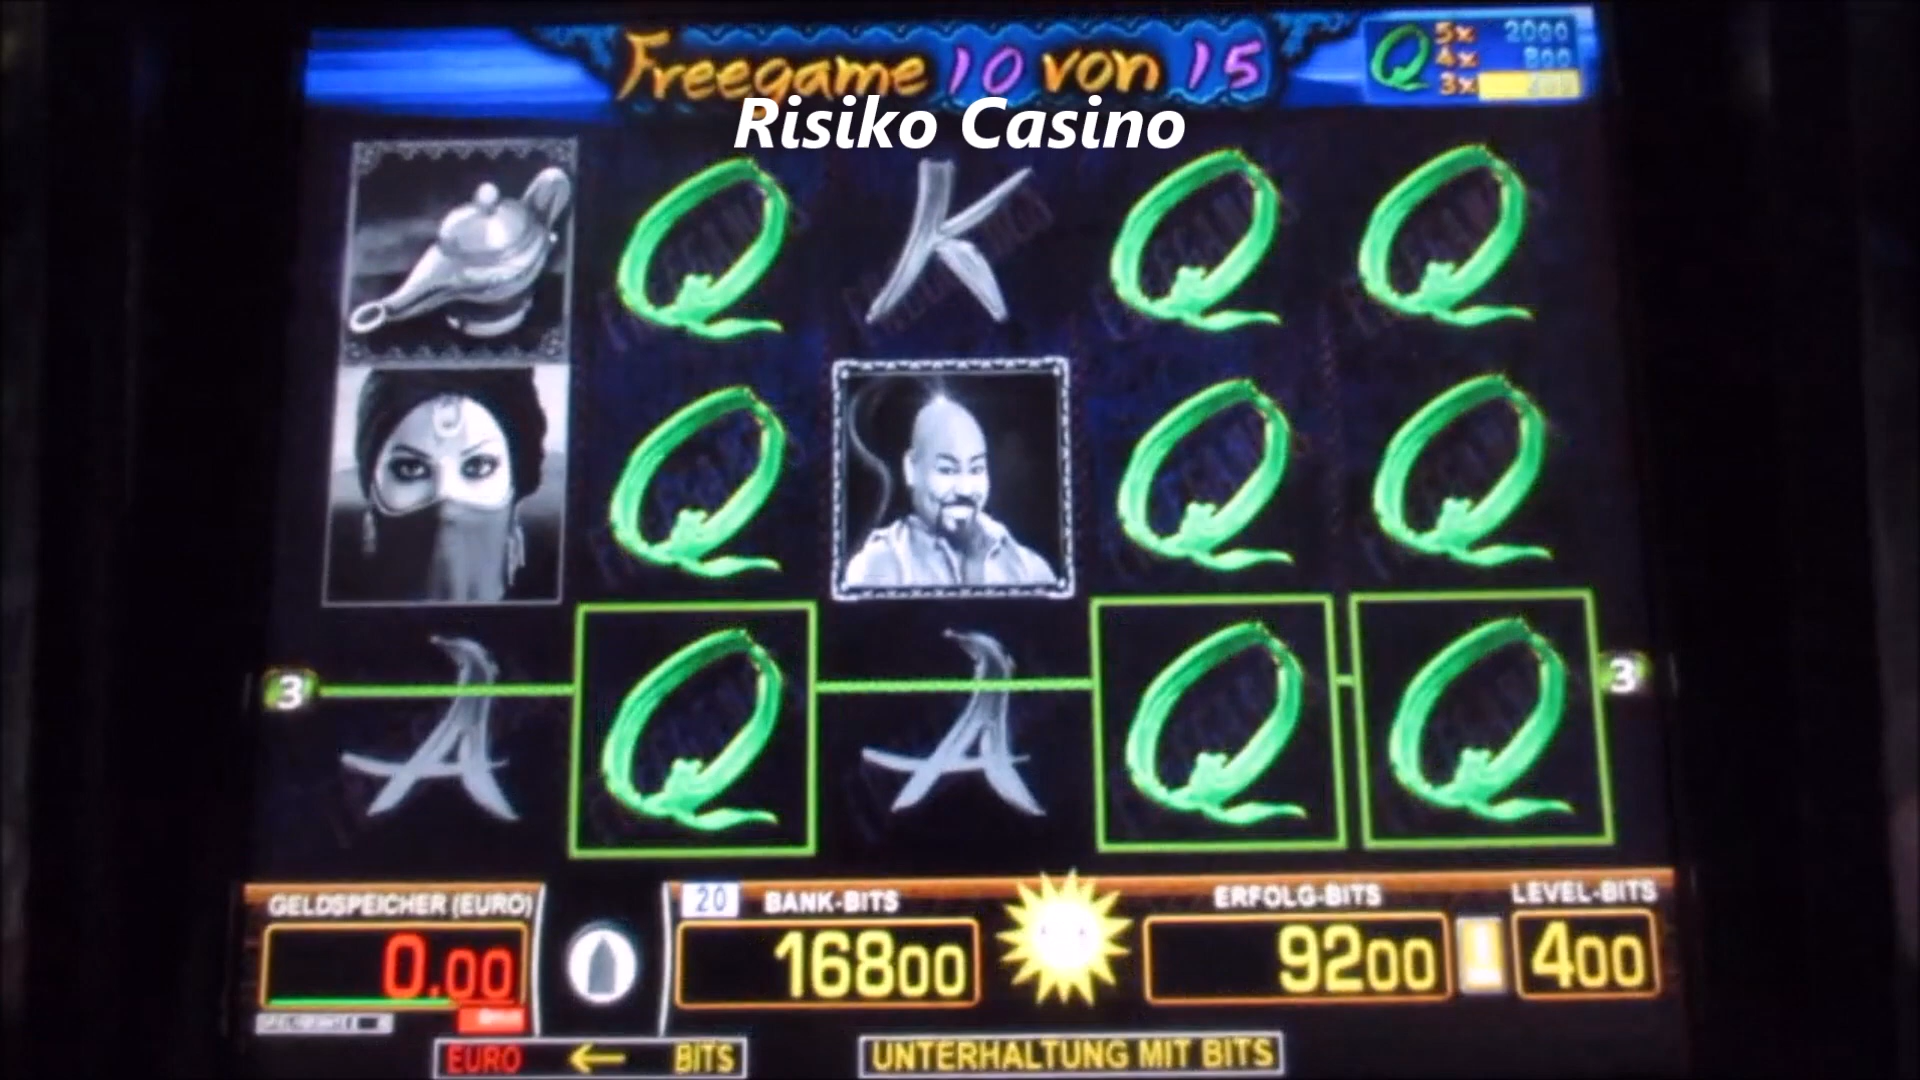 Freegame 10 von 15
Q 5x 2000
4x 800
3x
Risiko Casino
Q K Q Q
Q Q Q
3 A Q A Q Q 3
GELDSPEICHER (EURO) 20 BANK-BITS ERFOLG-BITS LEVEL-BITS
0.00 16800 9200 1 400
EURO ← BITS UNTERHALTUNG MIT BITS